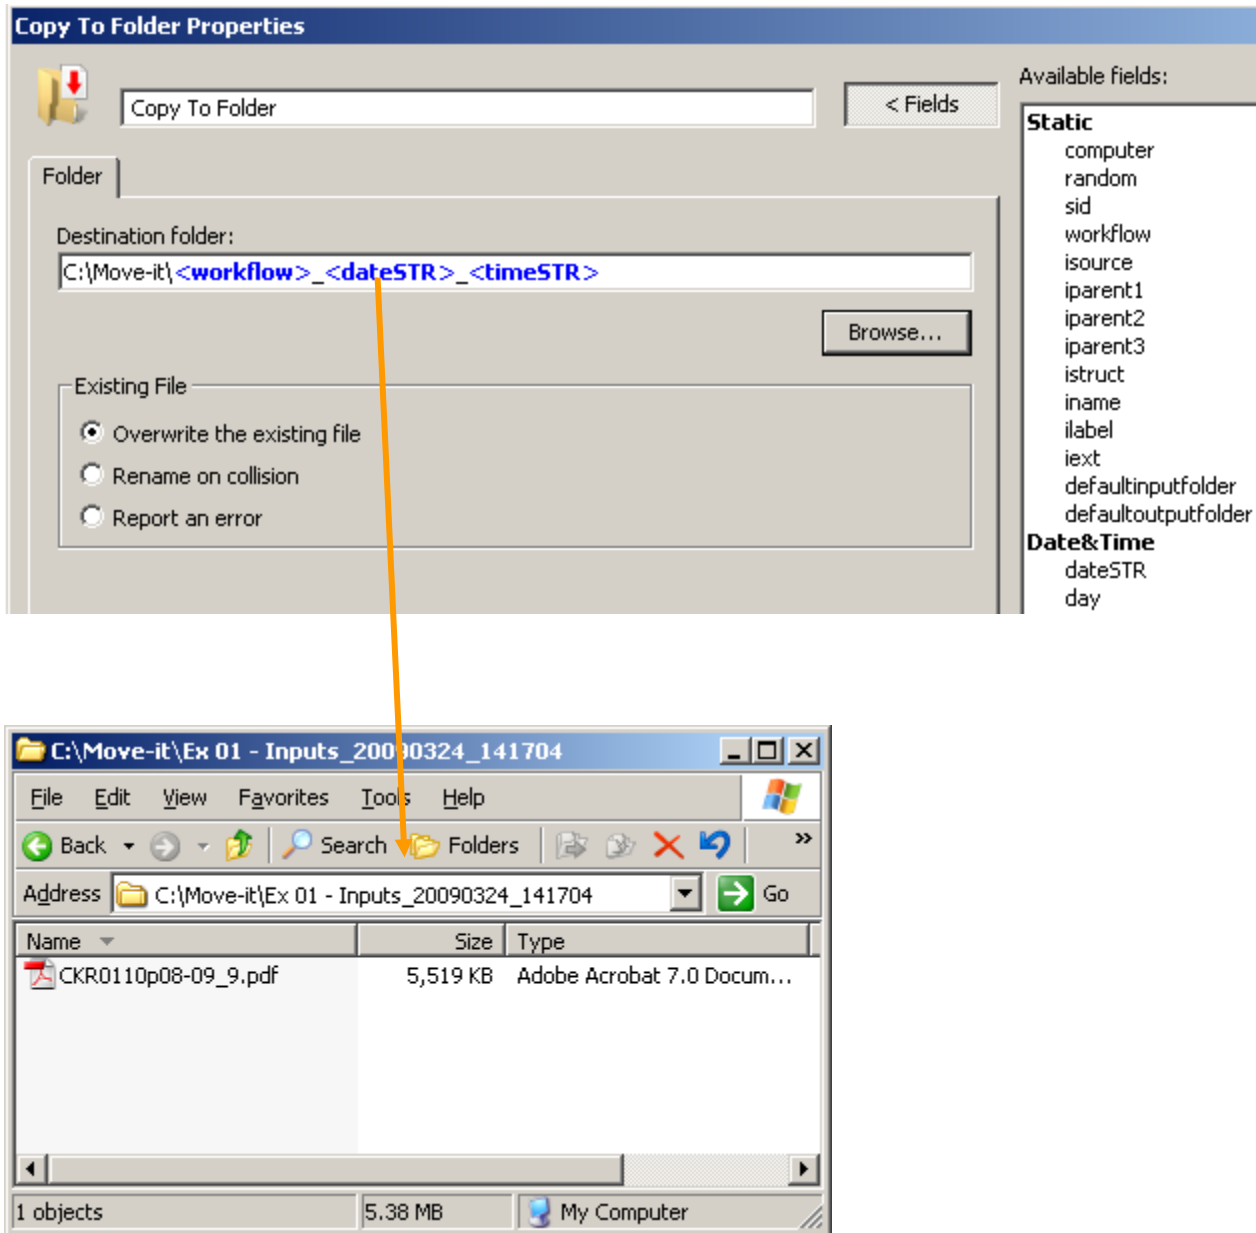 Copy To Folder Properties
Available fields:
Copy To Folder
< Fields
Static
computer
random
sid
workflow
isource
iparent1
iparent2
iparent3
istruct
iname
ilabel
iext
defaultinputfolder
defaultoutputfolder
Date&Time
dateSTR
day
Folder
Destination folder:
C:\Move-it\<workflow>_<dateSTR>_<timeSTR>
Browse...
Existing File
Overwrite the existing file
Rename on collision
Report an error
C:\Move-it\Ex 01 - Inputs_20090324_141704
File Edit View Favorites Tools Help
Back Search Folders »
Address C:\Move-it\Ex 01 - Inputs_20090324_141704 Go
Name Size Type
CKR0110p08-09_9.pdf 5,519 KB Adobe Acrobat 7.0 Docum...
1 objects 5.38 MB My Computer